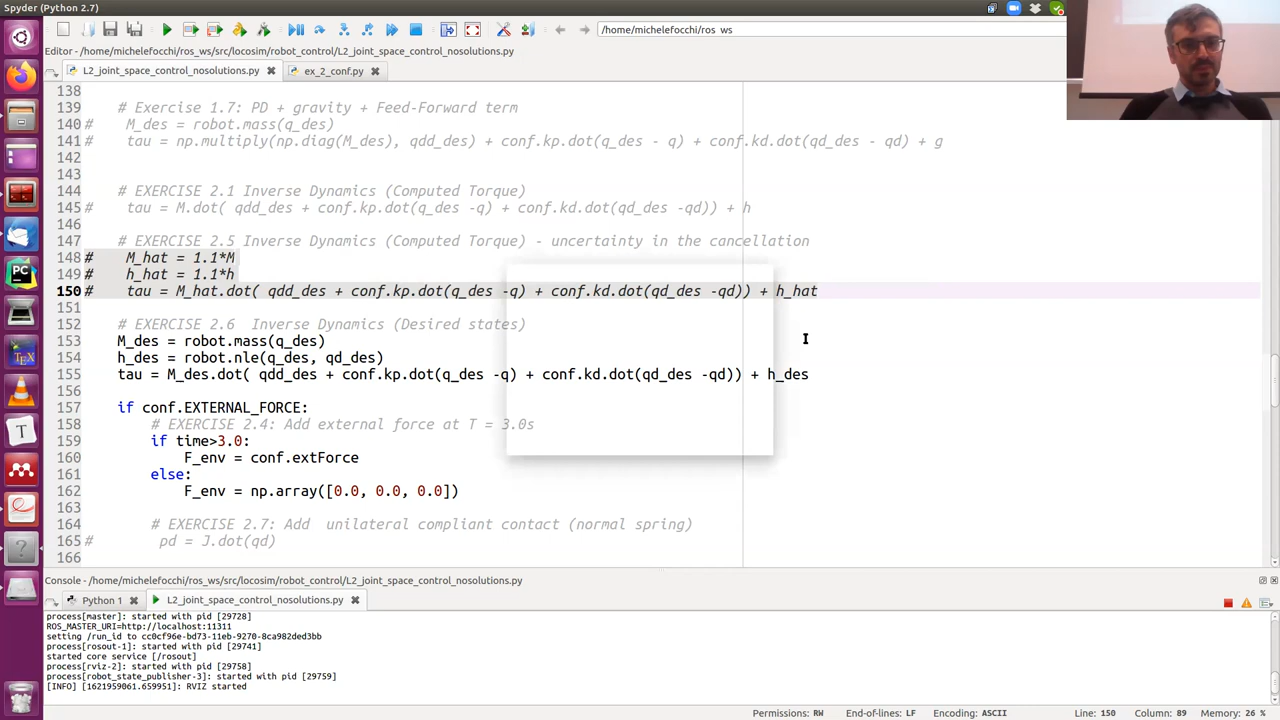 Spyder (Python 2.7)
/home/michelefocchi/ros_ws
Editor - /home/michelefocchi/ros_ws/src/locosim/robot_control/L2_joint_space_control_nosolutions.py
L2_joint_space_control_nosolutions.py
ex_2_conf.py
138
139 # Exercise 1.7: PD + gravity + Feed-Forward term
140 # M_des = robot.mass(q_des)
141 # tau = np.multiply(np.diag(M_des), qdd_des) + conf.kp.dot(q_des - q) + conf.kd.dot(qd_des - qd) + g
142
143
144 # EXERCISE 2.1 Inverse Dynamics (Computed Torque)
145 # tau = M.dot( qdd_des + conf.kp.dot(q_des -q) + conf.kd.dot(qd_des -qd)) + h
146
147 # EXERCISE 2.5 Inverse Dynamics (Computed Torque) - uncertainty in the cancellation
148 # M_hat = 1.1*M
149 # h_hat = 1.1*h
150 # tau = M_hat.dot( qdd_des + conf.kp.dot(q_des -q) + conf.kd.dot(qd_des -qd)) + h_hat
151
152 # EXERCISE 2.6  Inverse Dynamics (Desired states)
153 M_des = robot.mass(q_des)
154 h_des = robot.nle(q_des, qd_des)
155 tau = M_des.dot( qdd_des + conf.kp.dot(q_des -q) + conf.kd.dot(qd_des -qd)) + h_des
156
157 if conf.EXTERNAL_FORCE:
158 # EXERCISE 2.4: Add external force at T = 3.0s
159 if time>3.0:
160 F_env = conf.extForce
161 else:
162 F_env = np.array([0.0, 0.0, 0.0])
163
164 # EXERCISE 2.7: Add  unilateral compliant contact (normal spring)
165 # pd = J.dot(qd)
166
Console - /home/michelefocchi/ros_ws/src/locosim/robot_control/L2_joint_space_control_nosolutions.py
Python 1
L2_joint_space_control_nosolutions.py
process[master]: started with pid [29728]
ROS_MASTER_URI=http://localhost:11311
setting /run_id to cc0cf96e-bd73-11eb-9270-8ca982ded3bb
process[rosout-1]: started with pid [29741]
started core service [/rosout]
process[rviz-2]: started with pid [29758]
process[robot_state_publisher-3]: started with pid [29759]
[INFO] [1621959061.659951]: RVIZ started
Permissions: RW End-of-lines: LF Encoding: ASCII Line: 150 Column: 89 Memory: 26 %